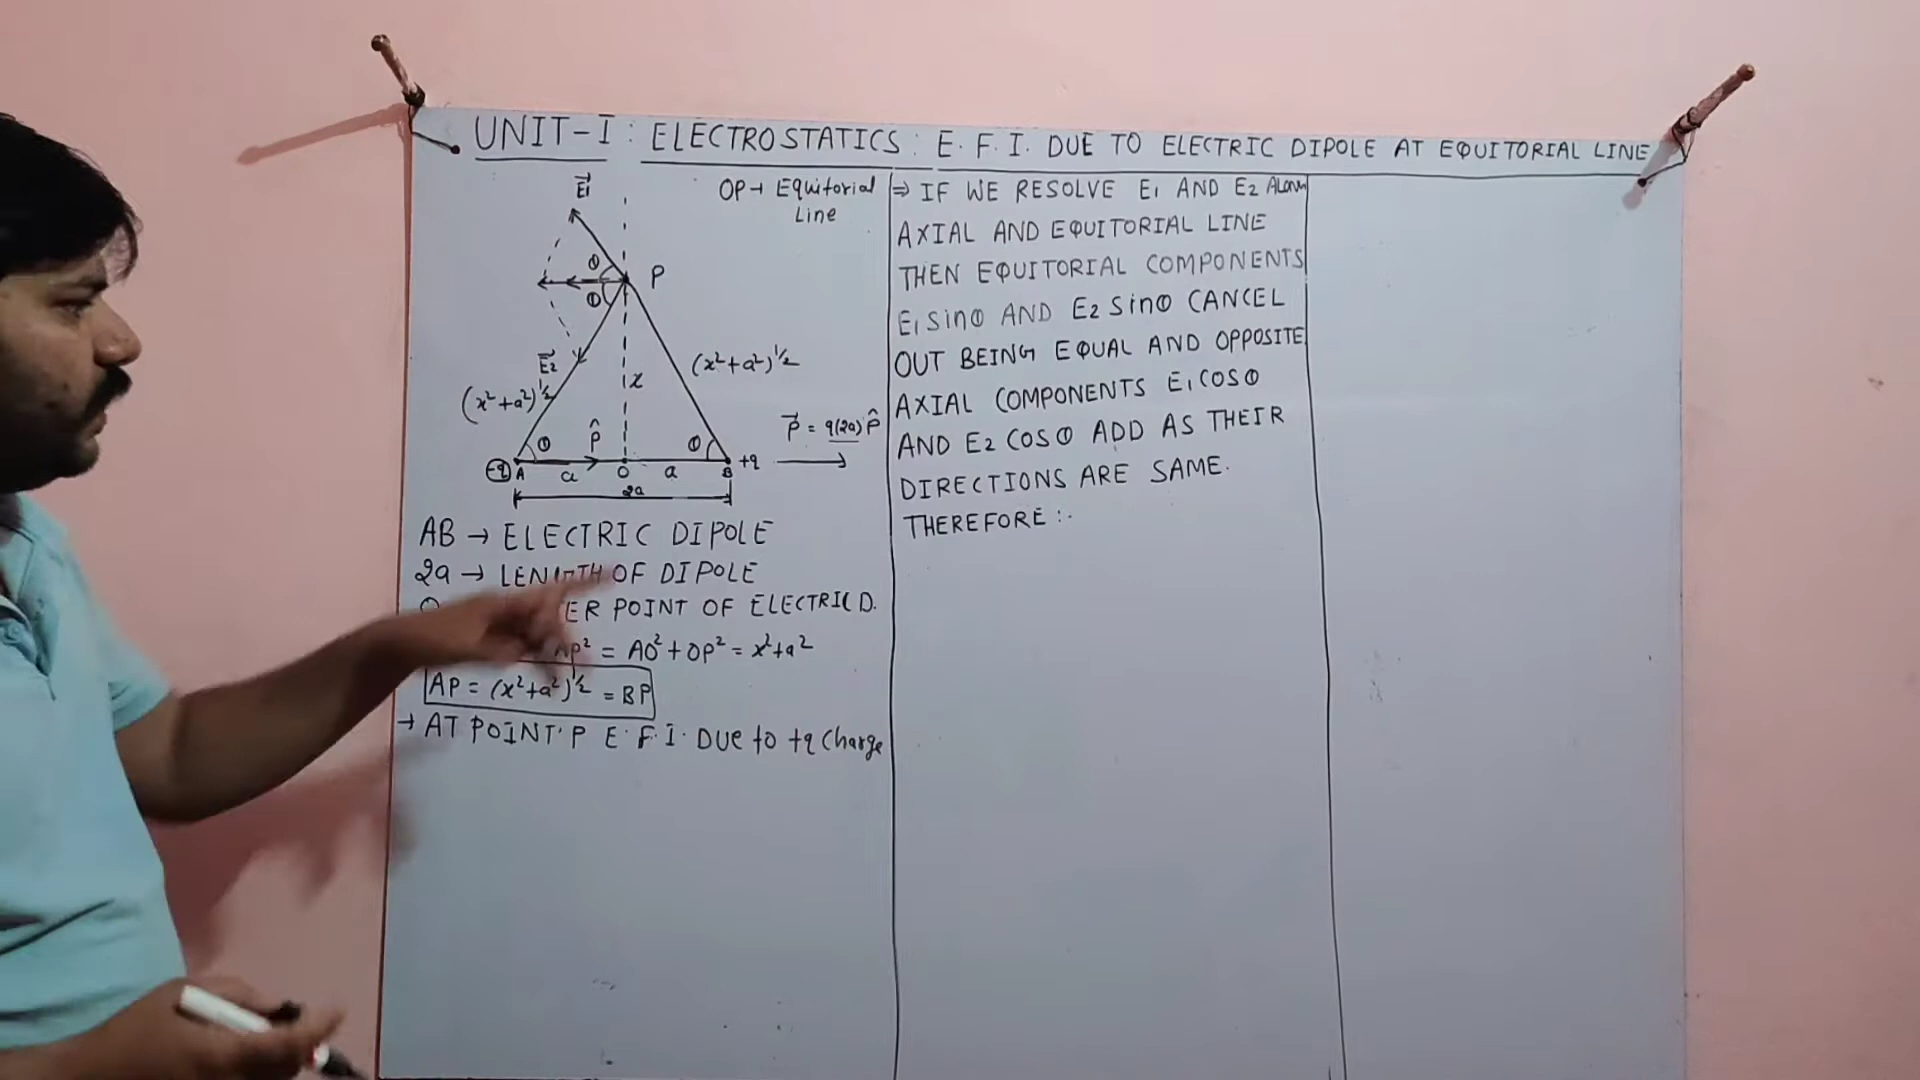 UNIT-I : ELECTROSTATICS : E.F.I. DUE TO ELECTRIC DIPOLE AT EQUITORIAL LINE
OP → Equitorial
Line
E⃗1
θ
P
θ
E⃗2
(x²+a²)^1/2
x
(x²+a²)^1/2
P⃗ = q(2a) P̂
θ
P̂
θ
-q A
a
O
a
B +q
2a
AB → ELECTRIC DIPOLE
2a → LENGTH OF DIPOLE
ER POINT OF ELECTRIC D.
AP² = AO² + OP² = x²+a²
AP = (x²+a²)^1/2 = BP
→ AT POINT·P E.F.I. DUE to +q Charge
⇒ IF WE RESOLVE E1 AND E2 ALONG
AXIAL AND EQUITORIAL LINE
THEN EQUITORIAL COMPONENTS
E1 sinθ AND E2 sinθ CANCEL
OUT BEING EQUAL AND OPPOSITE
AXIAL COMPONENTS E1 COSθ
AND E2 COSθ ADD AS THEIR
DIRECTIONS ARE SAME.
THEREFORE :-